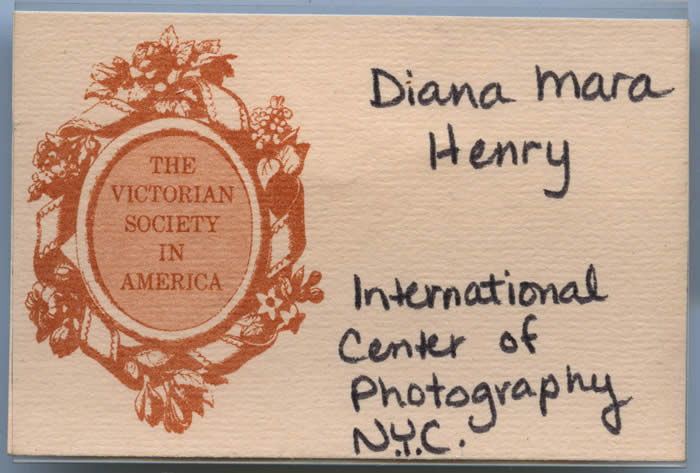 THE
VICTORIAN
SOCIETY
IN
AMERICA
Diana Mara
Henry
International
Center of
Photography
N.Y.C.